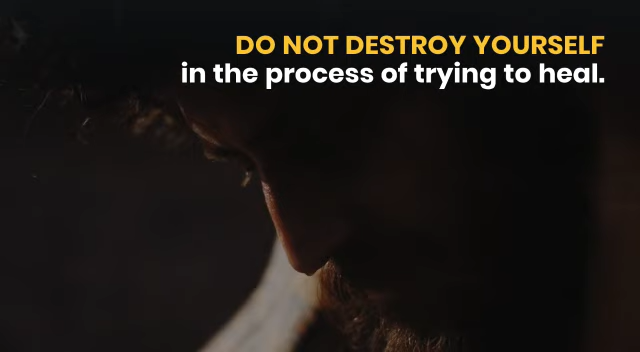 DO NOT DESTROY YOURSELF
in the process of trying to heal.